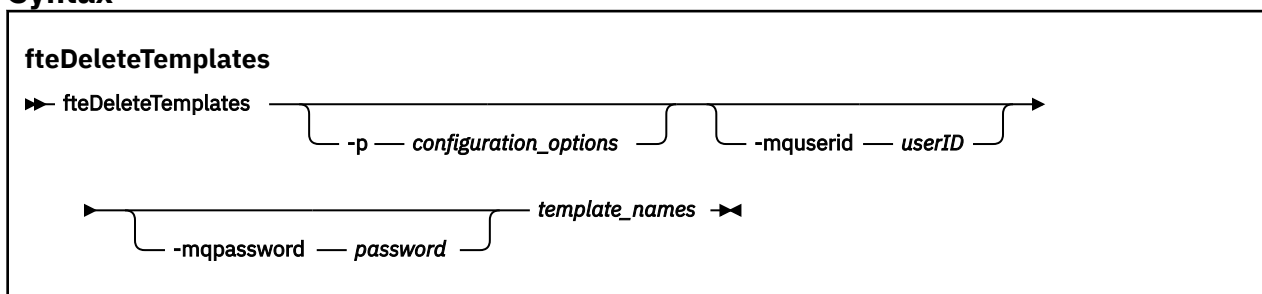 Syntax
fteDeleteTemplates
fteDeleteTemplates
-p configuration_options -mquserid userID
template_names
-mqpassword password